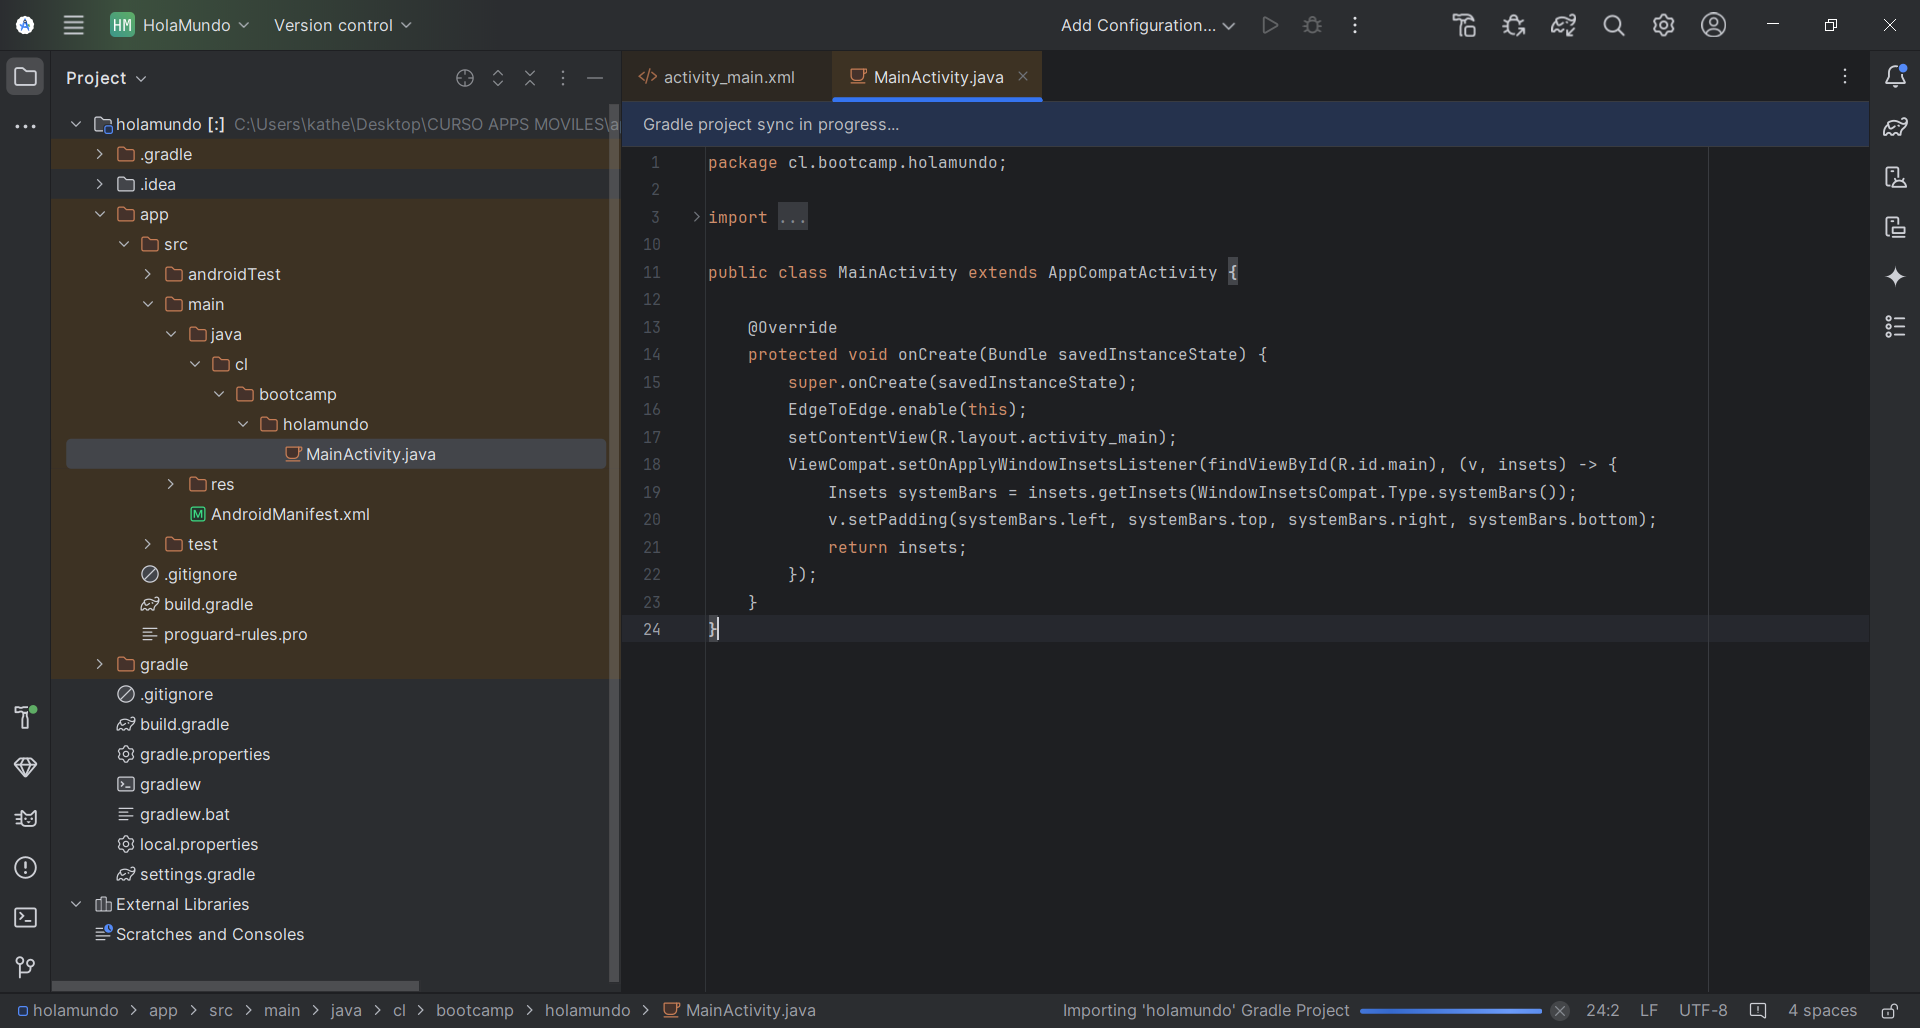 HM HolaMundo Version control Add Configuration...
Project
activity_main.xml MainActivity.java
holamundo [:] C:\Users\kathe\Desktop\CURSO APPS MOVILES\a
.gradle
.idea
app
src
androidTest
main
java
cl
bootcamp
holamundo
MainActivity.java
res
AndroidManifest.xml
test
.gitignore
build.gradle
proguard-rules.pro
gradle
.gitignore
build.gradle
gradle.properties
gradlew
gradlew.bat
local.properties
settings.gradle
External Libraries
Scratches and Consoles
Gradle project sync in progress...
1 package cl.bootcamp.holamundo;
2
3 import ...
10
11 public class MainActivity extends AppCompatActivity {
12
13 @Override
14 protected void onCreate(Bundle savedInstanceState) {
15 super.onCreate(savedInstanceState);
16 EdgeToEdge.enable(this);
17 setContentView(R.layout.activity_main);
18 ViewCompat.setOnApplyWindowInsetsListener(findViewById(R.id.main), (v, insets) -> {
19 Insets systemBars = insets.getInsets(WindowInsetsCompat.Type.systemBars());
20 v.setPadding(systemBars.left, systemBars.top, systemBars.right, systemBars.bottom);
21 return insets;
22 });
23 }
24 }
holamundo > app > src > main > java > cl > bootcamp > holamundo > MainActivity.java Importing 'holamundo' Gradle Project 24:2 LF UTF-8 4 spaces